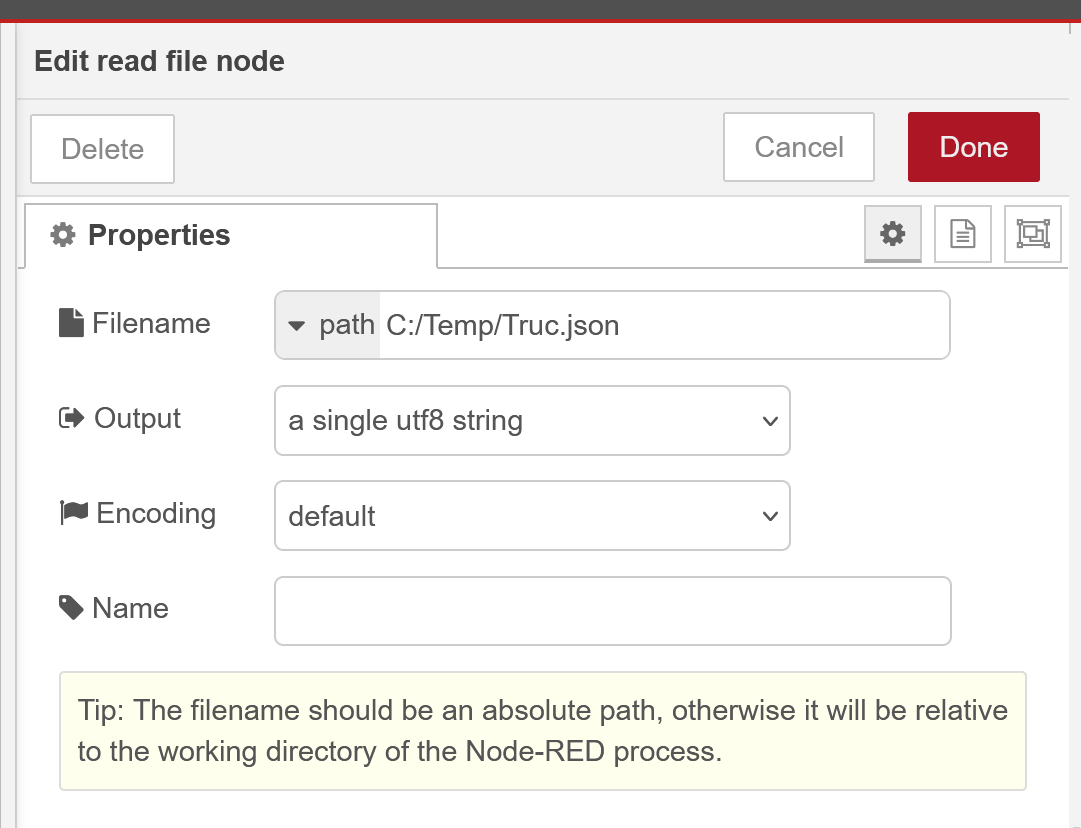 Edit read file node
Delete
Cancel
Done
Properties
Filename
path C:/Temp/Truc.json
Output
a single utf8 string
Encoding
default
Name
Tip: The filename should be an absolute path, otherwise it will be relative
to the working directory of the Node-RED process.